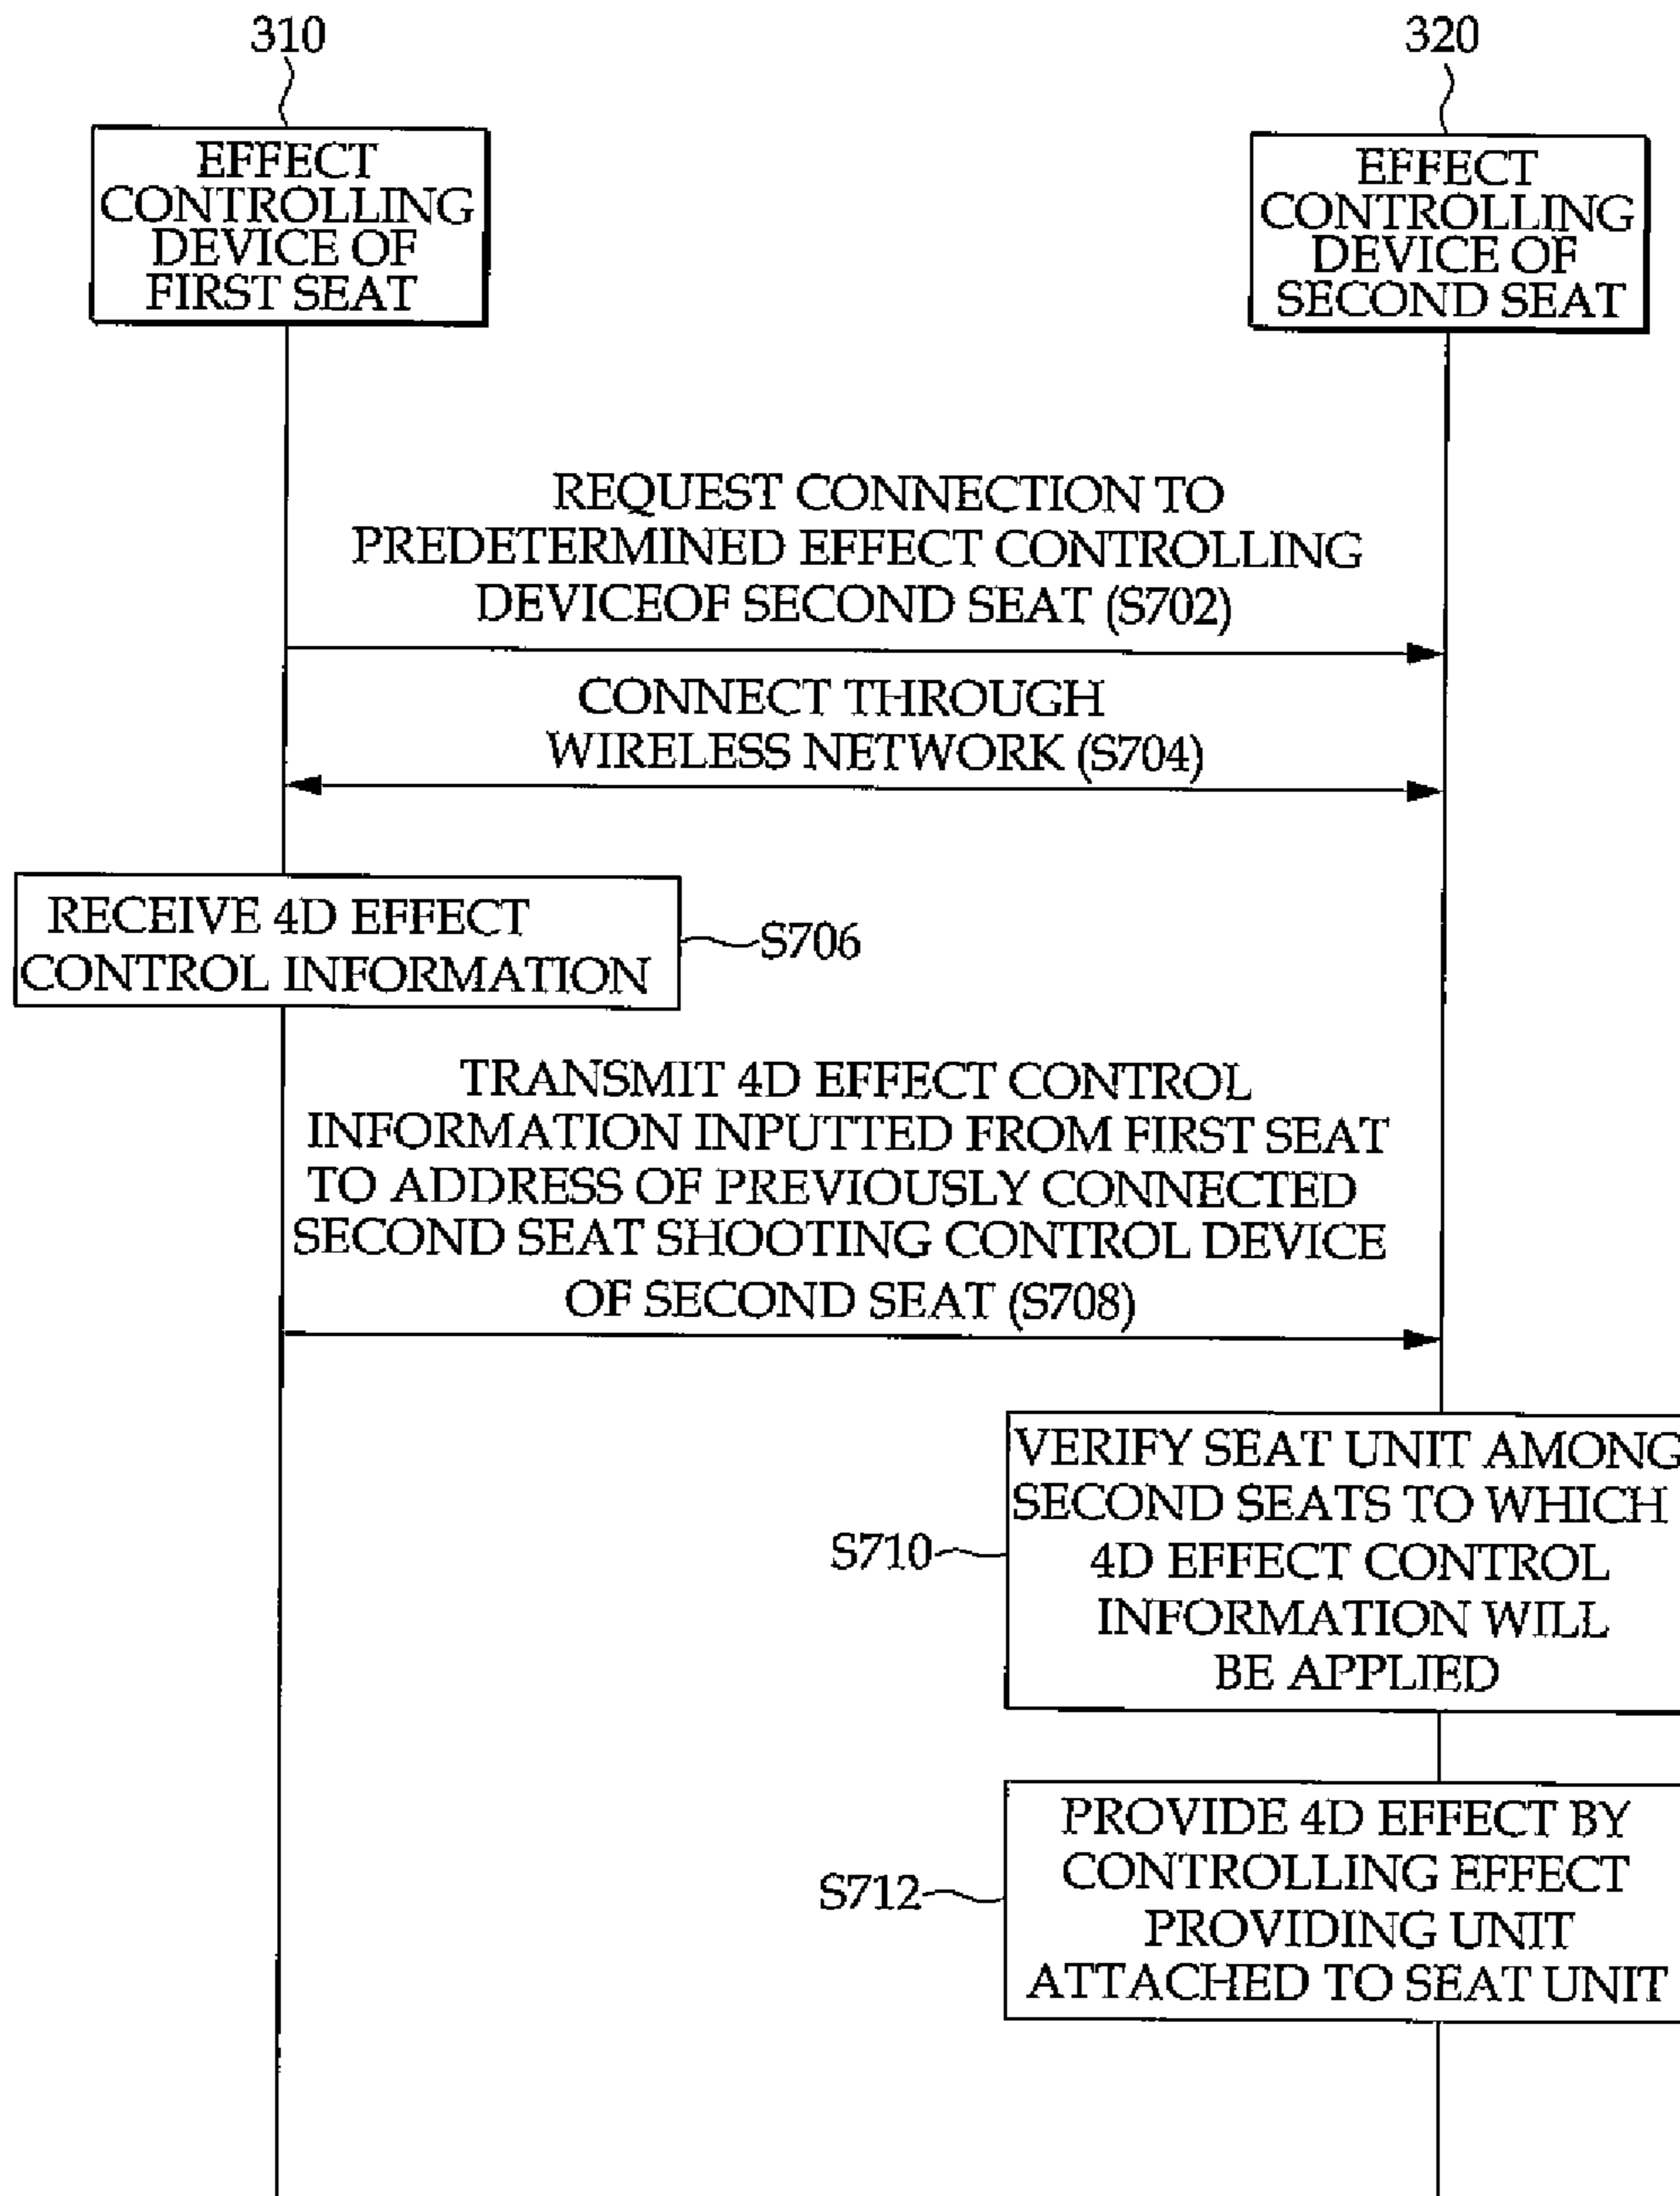 310
320
EFFECT
CONTROLLING
DEVICE OF
FIRST SEAT
EFFECT
CONTROLLING
DEVICE OF
SECOND SEAT
REQUEST CONNECTION TO
PREDETERMINED EFFECT CONTROLLING
DEVICEOF SECOND SEAT (S702)
CONNECT THROUGH
WIRELESS NETWORK (S704)
RECEIVE 4D EFFECT
CONTROL INFORMATION
S706
TRANSMIT 4D EFFECT CONTROL
INFORMATION INPUTTED FROM FIRST SEAT
TO ADDRESS OF PREVIOUSLY CONNECTED
SECOND SEAT SHOOTING CONTROL DEVICE
OF SECOND SEAT (S708)
S710
VERIFY SEAT UNIT AMONG
SECOND SEATS TO WHICH
4D EFFECT CONTROL
INFORMATION WILL
BE APPLIED
S712
PROVIDE 4D EFFECT BY
CONTROLLING EFFECT
PROVIDING UNIT
ATTACHED TO SEAT UNIT